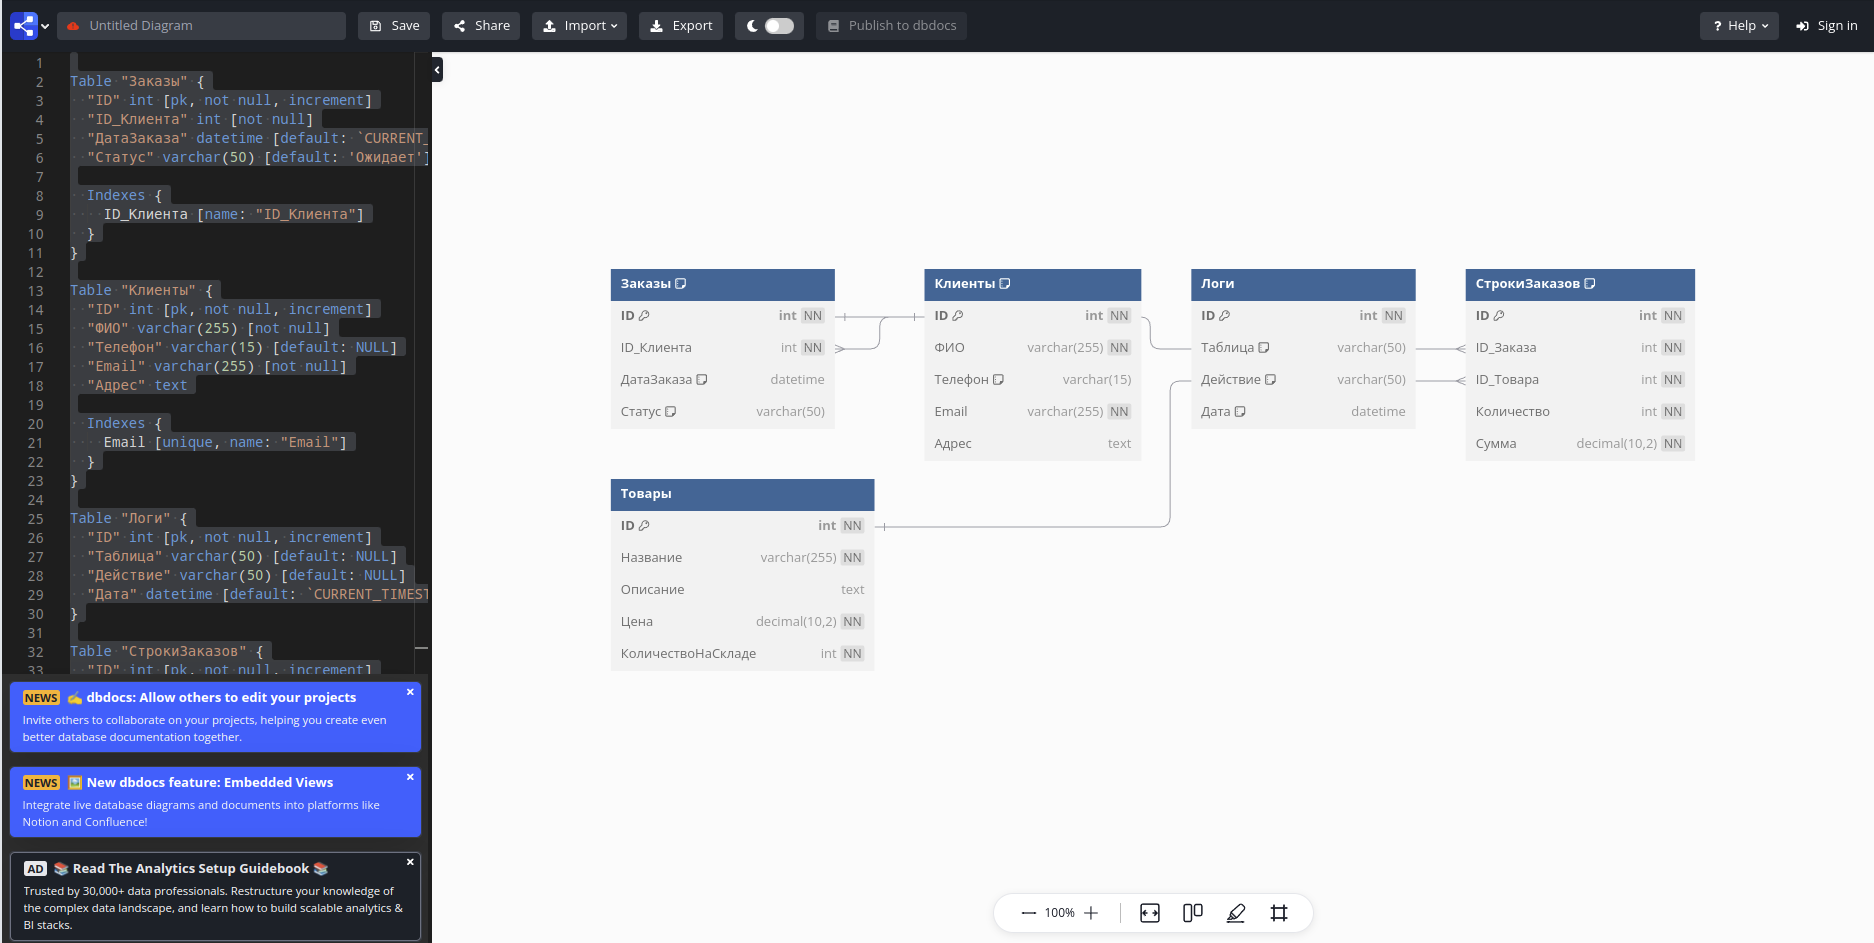 Untitled Diagram
Save
Share
Import
Export
Publish to dbdocs
? Help
Sign in
1
2 Table "Заказы" {
3 "ID" int [pk, not null, increment]
4 "ID_Клиента" int [not null]
5 "ДатаЗаказа" datetime [default: `CURRENT_
6 "Статус" varchar(50) [default: 'Ожидает']
7
8 Indexes {
9 ID_Клиента [name: "ID_Клиента"]
10 }
11 }
12
13 Table "Клиенты" {
14 "ID" int [pk, not null, increment]
15 "ФИО" varchar(255) [not null]
16 "Телефон" varchar(15) [default: NULL]
17 "Email" varchar(255) [not null]
18 "Адрес" text
19
20 Indexes {
21 Email [unique, name: "Email"]
22 }
23 }
24
25 Table "Логи" {
26 "ID" int [pk, not null, increment]
27 "Таблица" varchar(50) [default: NULL]
28 "Действие" varchar(50) [default: NULL]
29 "Дата" datetime [default: `CURRENT_TIMEST
30 }
31
32 Table "СтрокиЗаказов" {
33 "ID" int [pk, not null, increment]
NEWS ✍️ dbdocs: Allow others to edit your projects
Invite others to collaborate on your projects, helping you create even
better database documentation together.
NEWS 🖼️ New dbdocs feature: Embedded Views
Integrate live database diagrams and documents into platforms like
Notion and Confluence!
AD 📚 Read The Analytics Setup Guidebook 📚
Trusted by 30,000+ data professionals. Restructure your knowledge of
the complex data landscape, and learn how to build scalable analytics &
BI stacks.
Заказы
ID int NN
ID_Клиента int NN
ДатаЗаказа datetime
Статус varchar(50)
Клиенты
ID int NN
ФИО varchar(255) NN
Телефон varchar(15)
Email varchar(255) NN
Адрес text
Логи
ID int NN
Таблица varchar(50)
Действие varchar(50)
Дата datetime
СтрокиЗаказов
ID int NN
ID_Заказа int NN
ID_Товара int NN
Количество int NN
Сумма decimal(10,2) NN
Товары
ID int NN
Название varchar(255) NN
Описание text
Цена decimal(10,2) NN
КоличествоНаСкладе int NN
100%